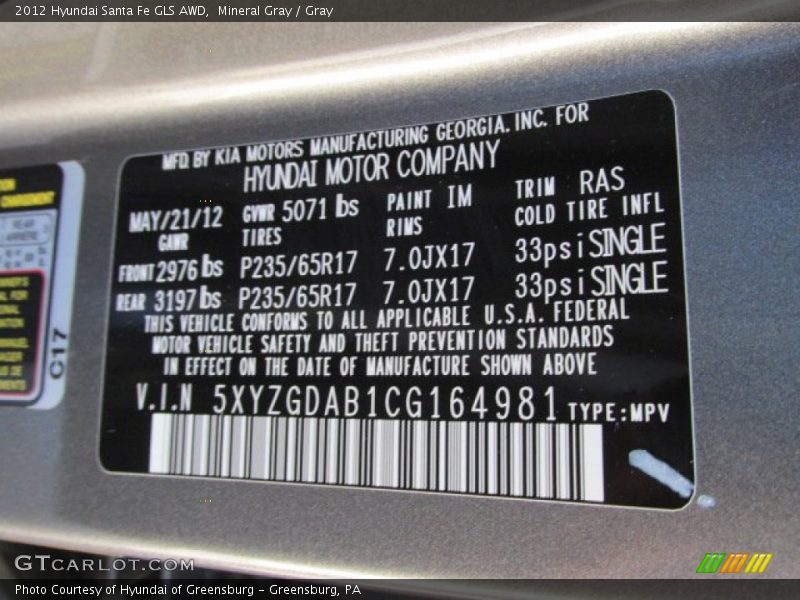 2012 Hyundai Santa Fe GLS AWD, Mineral Gray / Gray
MFD. BY KIA MOTORS MANUFACTURING GEORGIA. INC. FOR
HYUNDAI MOTOR COMPANY
MAY/21/12 GVWR 5071 lbs PAINT IM TRIM RAS
GAWR TIRES RIMS COLD TIRE INFL
FRONT 2976 lbs P235/65R17 7.0JX17 33psi SINGLE
REAR 3197 lbs P235/65R17 7.0JX17 33psi SINGLE
THIS VEHICLE CONFORMS TO ALL APPLICABLE U.S.A. FEDERAL
MOTOR VEHICLE SAFETY AND THEFT PREVENTION STANDARDS
IN EFFECT ON THE DATE OF MANUFACTURE SHOWN ABOVE
V.I.N 5XYZGDAB1CG164981 TYPE:MPV
C17
GTCARLOT.COM
Photo Courtesy of Hyundai of Greensburg – Greensburg, PA